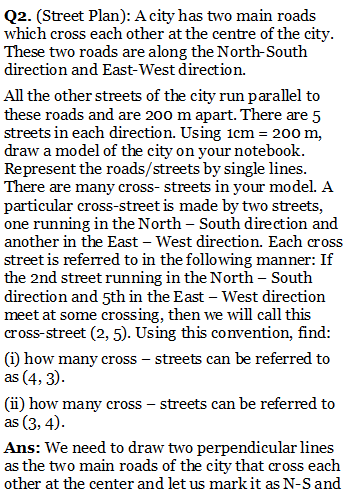 Q2. (Street Plan): A city has two main roads
which cross each other at the centre of the city.
These two roads are along the North-South
direction and East-West direction.
All the other streets of the city run parallel to
these roads and are 200 m apart. There are 5
streets in each direction. Using 1cm = 200 m,
draw a model of the city on your notebook.
Represent the roads/streets by single lines.
There are many cross- streets in your model. A
particular cross-street is made by two streets,
one running in the North – South direction and
another in the East – West direction. Each cross
street is referred to in the following manner: If
the 2nd street running in the North – South
direction and 5th in the East – West direction
meet at some crossing, then we will call this
cross-street (2, 5). Using this convention, find:
(i) how many cross – streets can be referred to
as (4, 3).
(ii) how many cross – streets can be referred to
as (3, 4).
Ans: We need to draw two perpendicular lines
as the two main roads of the city that cross each
other at the center and let us mark it as N-S and